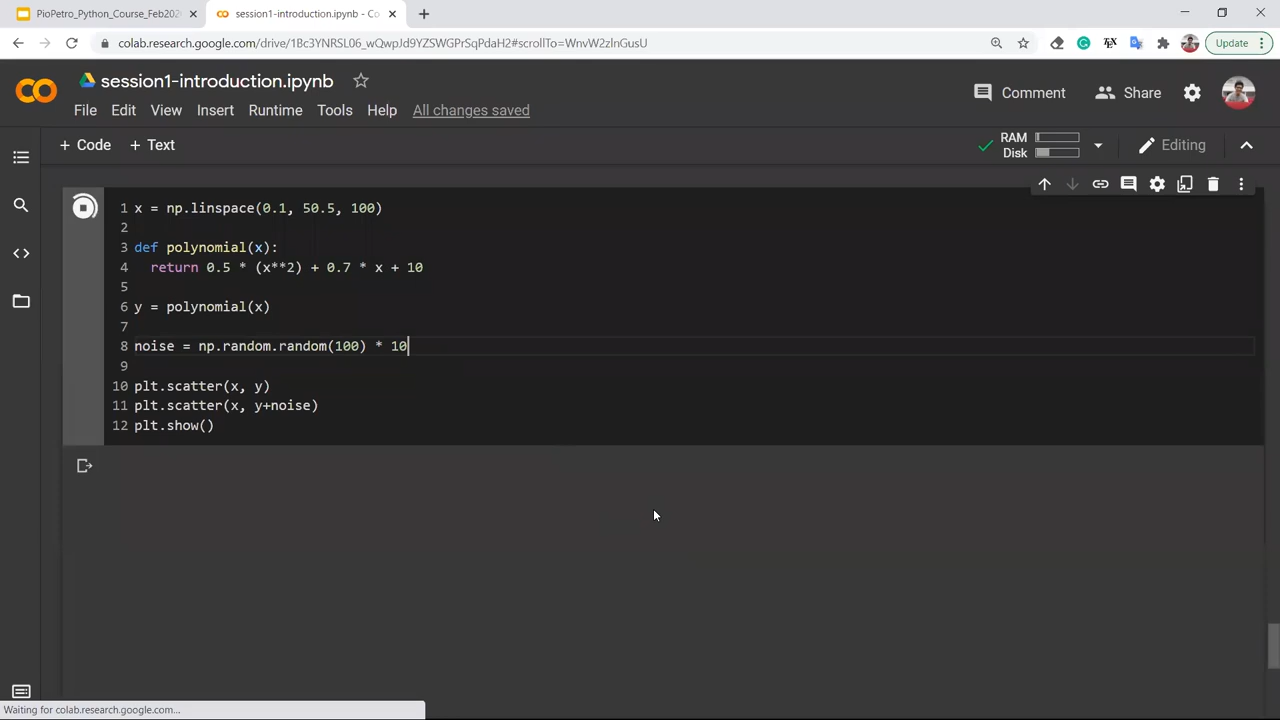 PioPetro_Python_Course_Feb202
session1-introduction.ipynb - Co
colab.research.google.com/drive/1Bc3YNRSL06_wQwpJd9YZSWGPrSqPdaH2#scrollTo=WnvW2zlnGusU
Update
session1-introduction.ipynb
Comment
Share
File Edit View Insert Runtime Tools Help All changes saved
+ Code + Text
RAM
Disk
Editing
1 x = np.linspace(0.1, 50.5, 100)
2
3 def polynomial(x):
4 return 0.5 * (x**2) + 0.7 * x + 10
5
6 y = polynomial(x)
7
8 noise = np.random.random(100) * 10
9
10 plt.scatter(x, y)
11 plt.scatter(x, y+noise)
12 plt.show()
Waiting for colab.research.google.com...